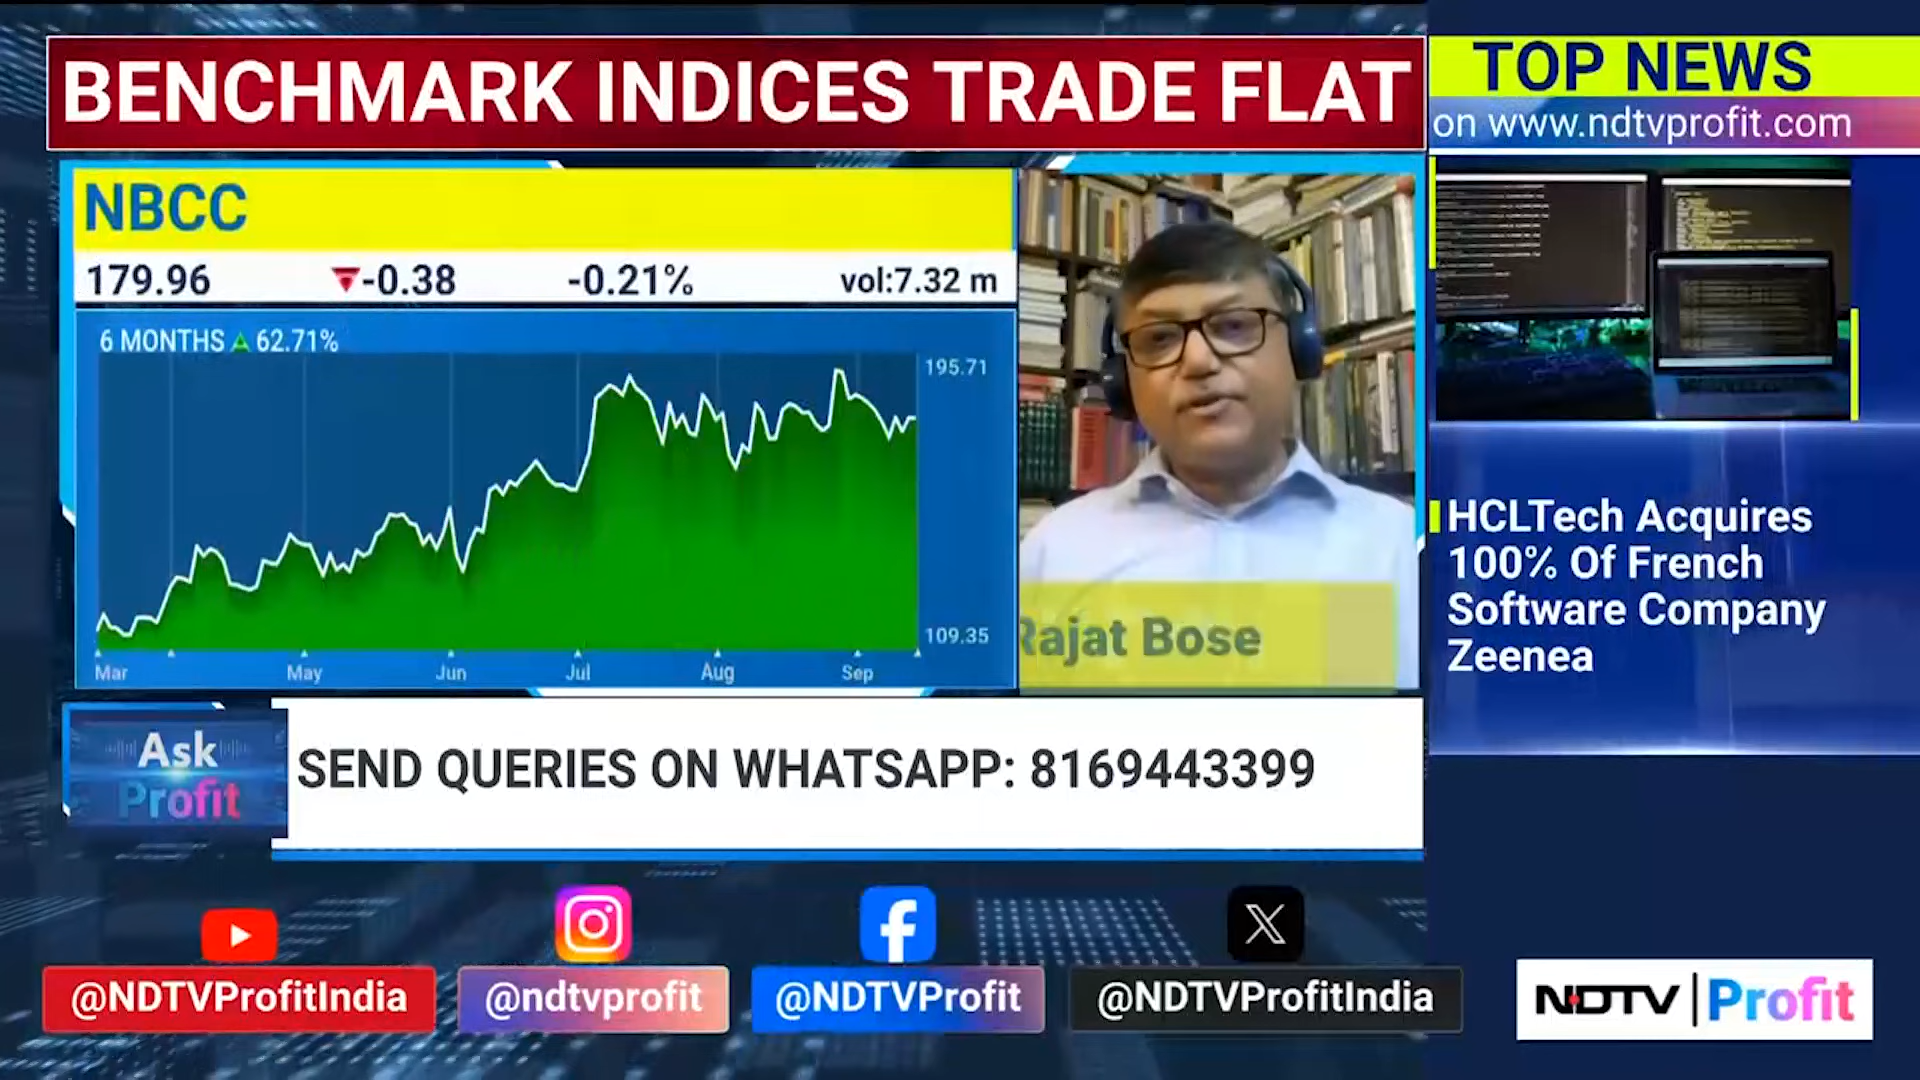 BENCHMARK INDICES TRADE FLAT
TOP NEWS
on www.ndtvprofit.com
NBCC
179.96 ▼-0.38 -0.21% vol:7.32 m
6 MONTHS ▲ 62.71%
195.71
109.35
Mar May Jun Jul Aug Sep
Rajat Bose
HCLTech Acquires
100% Of French
Software Company
Zeenea
Ask
Profit
SEND QUERIES ON WHATSAPP: 8169443399
@NDTVProfitIndia
@ndtvprofit
@NDTVProfit
@NDTVProfitIndia
NDTV Profit